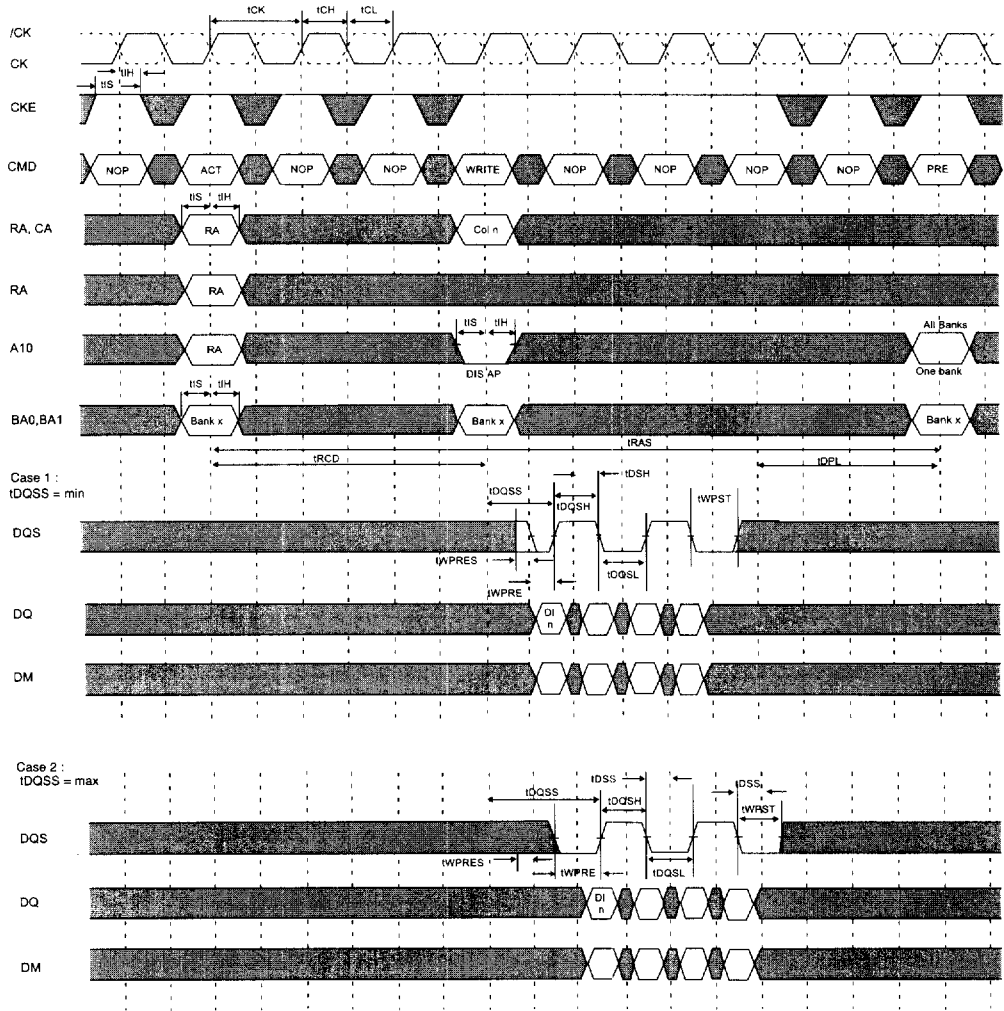 tCK tCH tCL
/CK
CK
tIH
tIS
CKE
CMD NOP ACT NOP NOP WRITE NOP NOP NOP NOP PRE
tIS tIH
RA, CA RA Col n
RA RA
tIS tIH All Banks
A10 RA
DIS AP One bank
tIS tIH
BA0,BA1 Bank x Bank x Bank x
tRAS
tRCD tDPL
Case 1 :
tDQSS = min
tDSH
tDQSS tDQSH tWPST
DQS
tWPRES tDQSL
tWPRE
DQ DI n
DM
Case 2 :
tDQSS = max
tDSS tDSS
tDQSS tDQSH tWPST
DQS
tWPRES tWPRE tDQSL
DQ DI n
DM